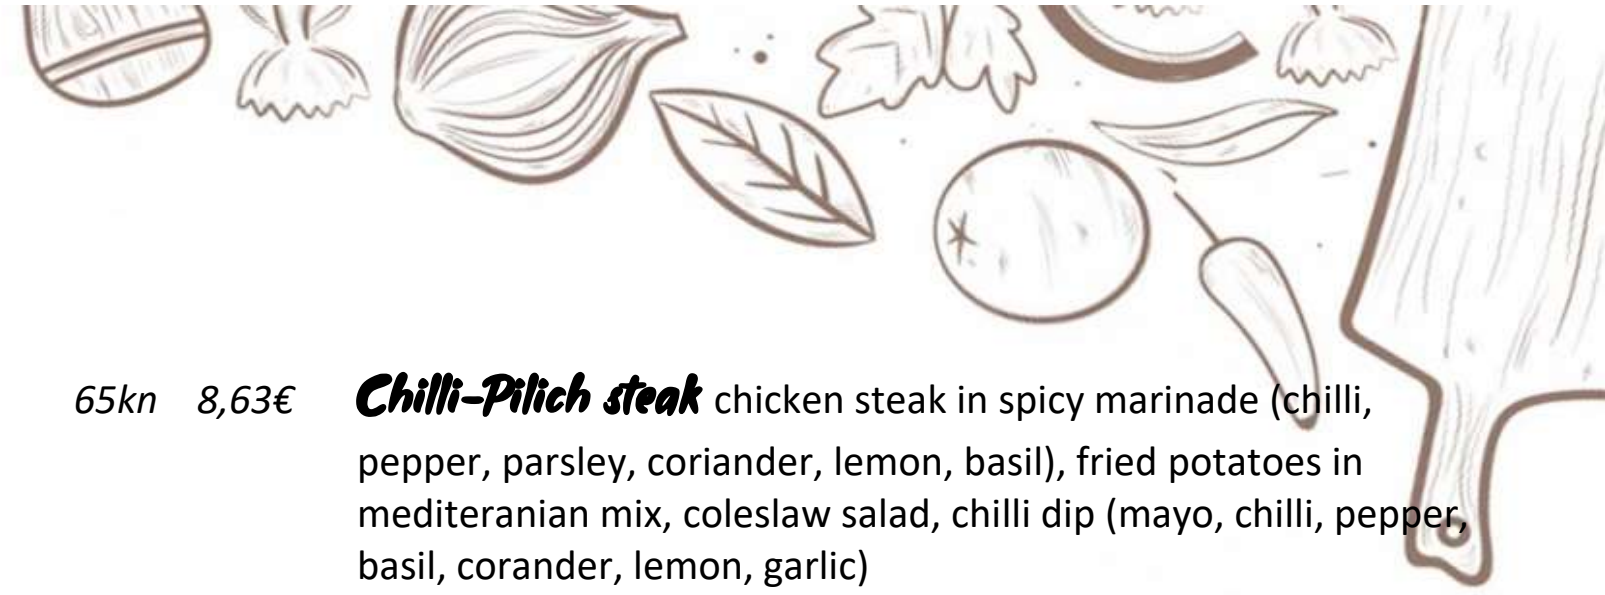 65kn 8,63€ Chilli-Pilich steak chicken steak in spicy marinade (chilli,
pepper, parsley, coriander, lemon, basil), fried potatoes in
mediteranian mix, coleslaw salad, chilli dip (mayo, chilli, pepper,
basil, corander, lemon, garlic)